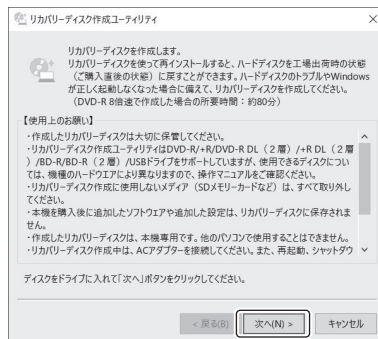 リカバリーディスク作成ユーティリティ
リカバリーディスクを作成します。
リカバリーディスクを使って再インストールすると、ハードディスクを工場出荷時の状態
（ご購入直後の状態）に戻すことができます。ハードディスクのトラブルやWindows
が正しく起動しなくなった場合に備えて、リカバリーディスクを作成してください。
（DVD-R 8倍速で作成した場合の所要時間：約80分）
【使用上のお願い】
・作成したリカバリーディスクは大切に保管してください。
・リカバリーディスク作成ユーティリティはDVD-R/+R/DVD-R DL（2層）/+R DL（2層
）/BD-R/BD-R（2層）/USBドライブをサポートしていますが、使用できるディスクについ
ては、機種のハードウエアにより異なりますので、操作マニュアルをご確認ください。
・リカバリーディスク作成に使用しないメディア（SDメモリーカードなど）は、すべて取り外し
てください。
・本機を購入後に追加したソフトウェアや追加した設定は、リカバリーディスクに保存されま
せん。
・作成したリカバリーディスクは、本機専用です。他のパソコンで使用することはできません。
・リカバリーディスク作成中は、ACアダプターを接続してください。また、再起動、シャットダウ
ディスクをドライブに入れて「次へ」ボタンをクリックしてください。
< 戻る(B)
次へ(N) >
キャンセル